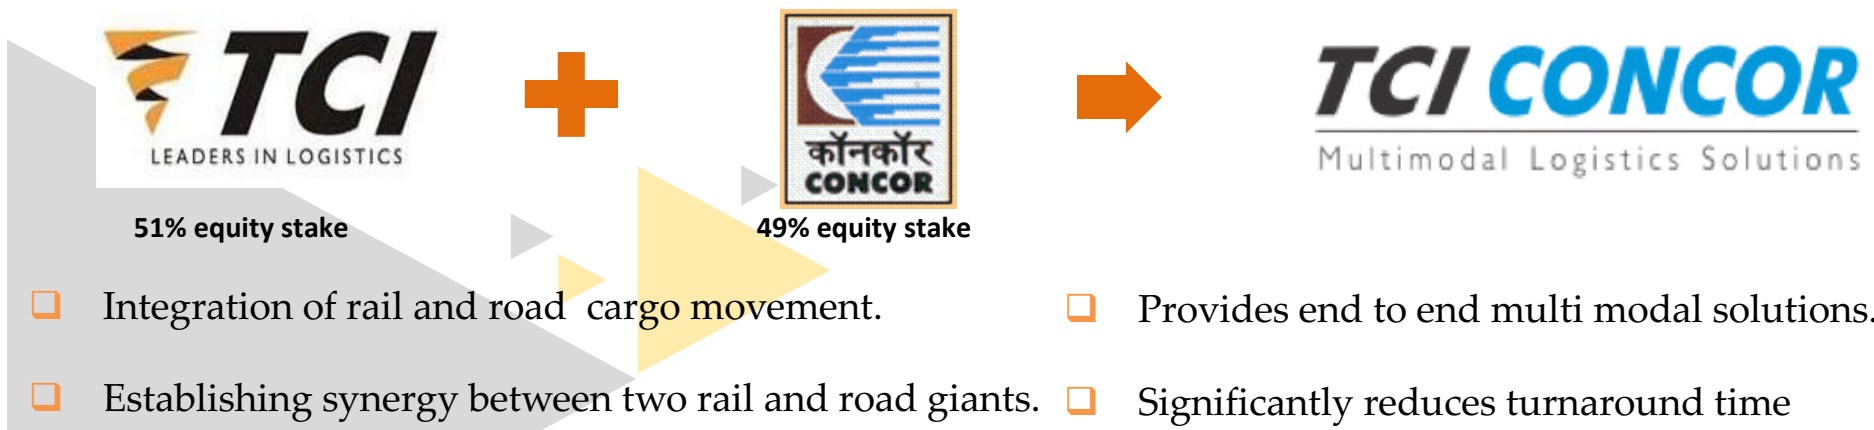 TCI
LEADERS IN LOGISTICS
51% equity stake
कॉनकॉर
CONCOR
49% equity stake
TCI CONCOR
Multimodal Logistics Solutions
Integration of rail and road cargo movement.
Establishing synergy between two rail and road giants.
Provides end to end multi modal solutions.
Significantly reduces turnaround time